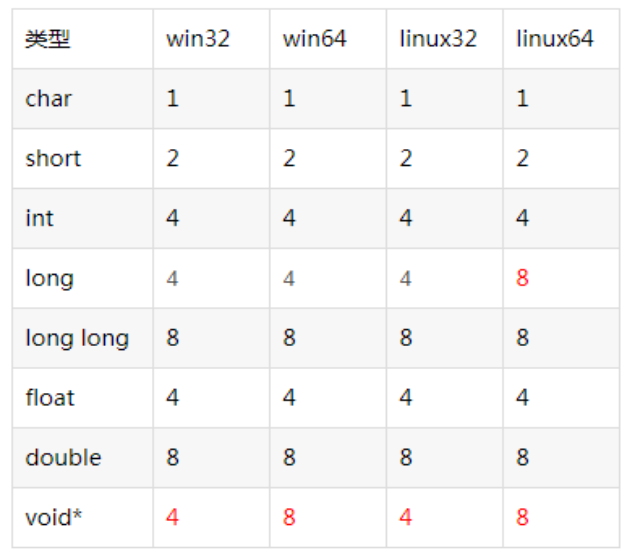 类型 win32 win64 linux32 linux64
char 1 1 1 1
short 2 2 2 2
int 4 4 4 4
long 4 4 4 8
long long 8 8 8 8
float 4 4 4 4
double 8 8 8 8
void* 4 8 4 8